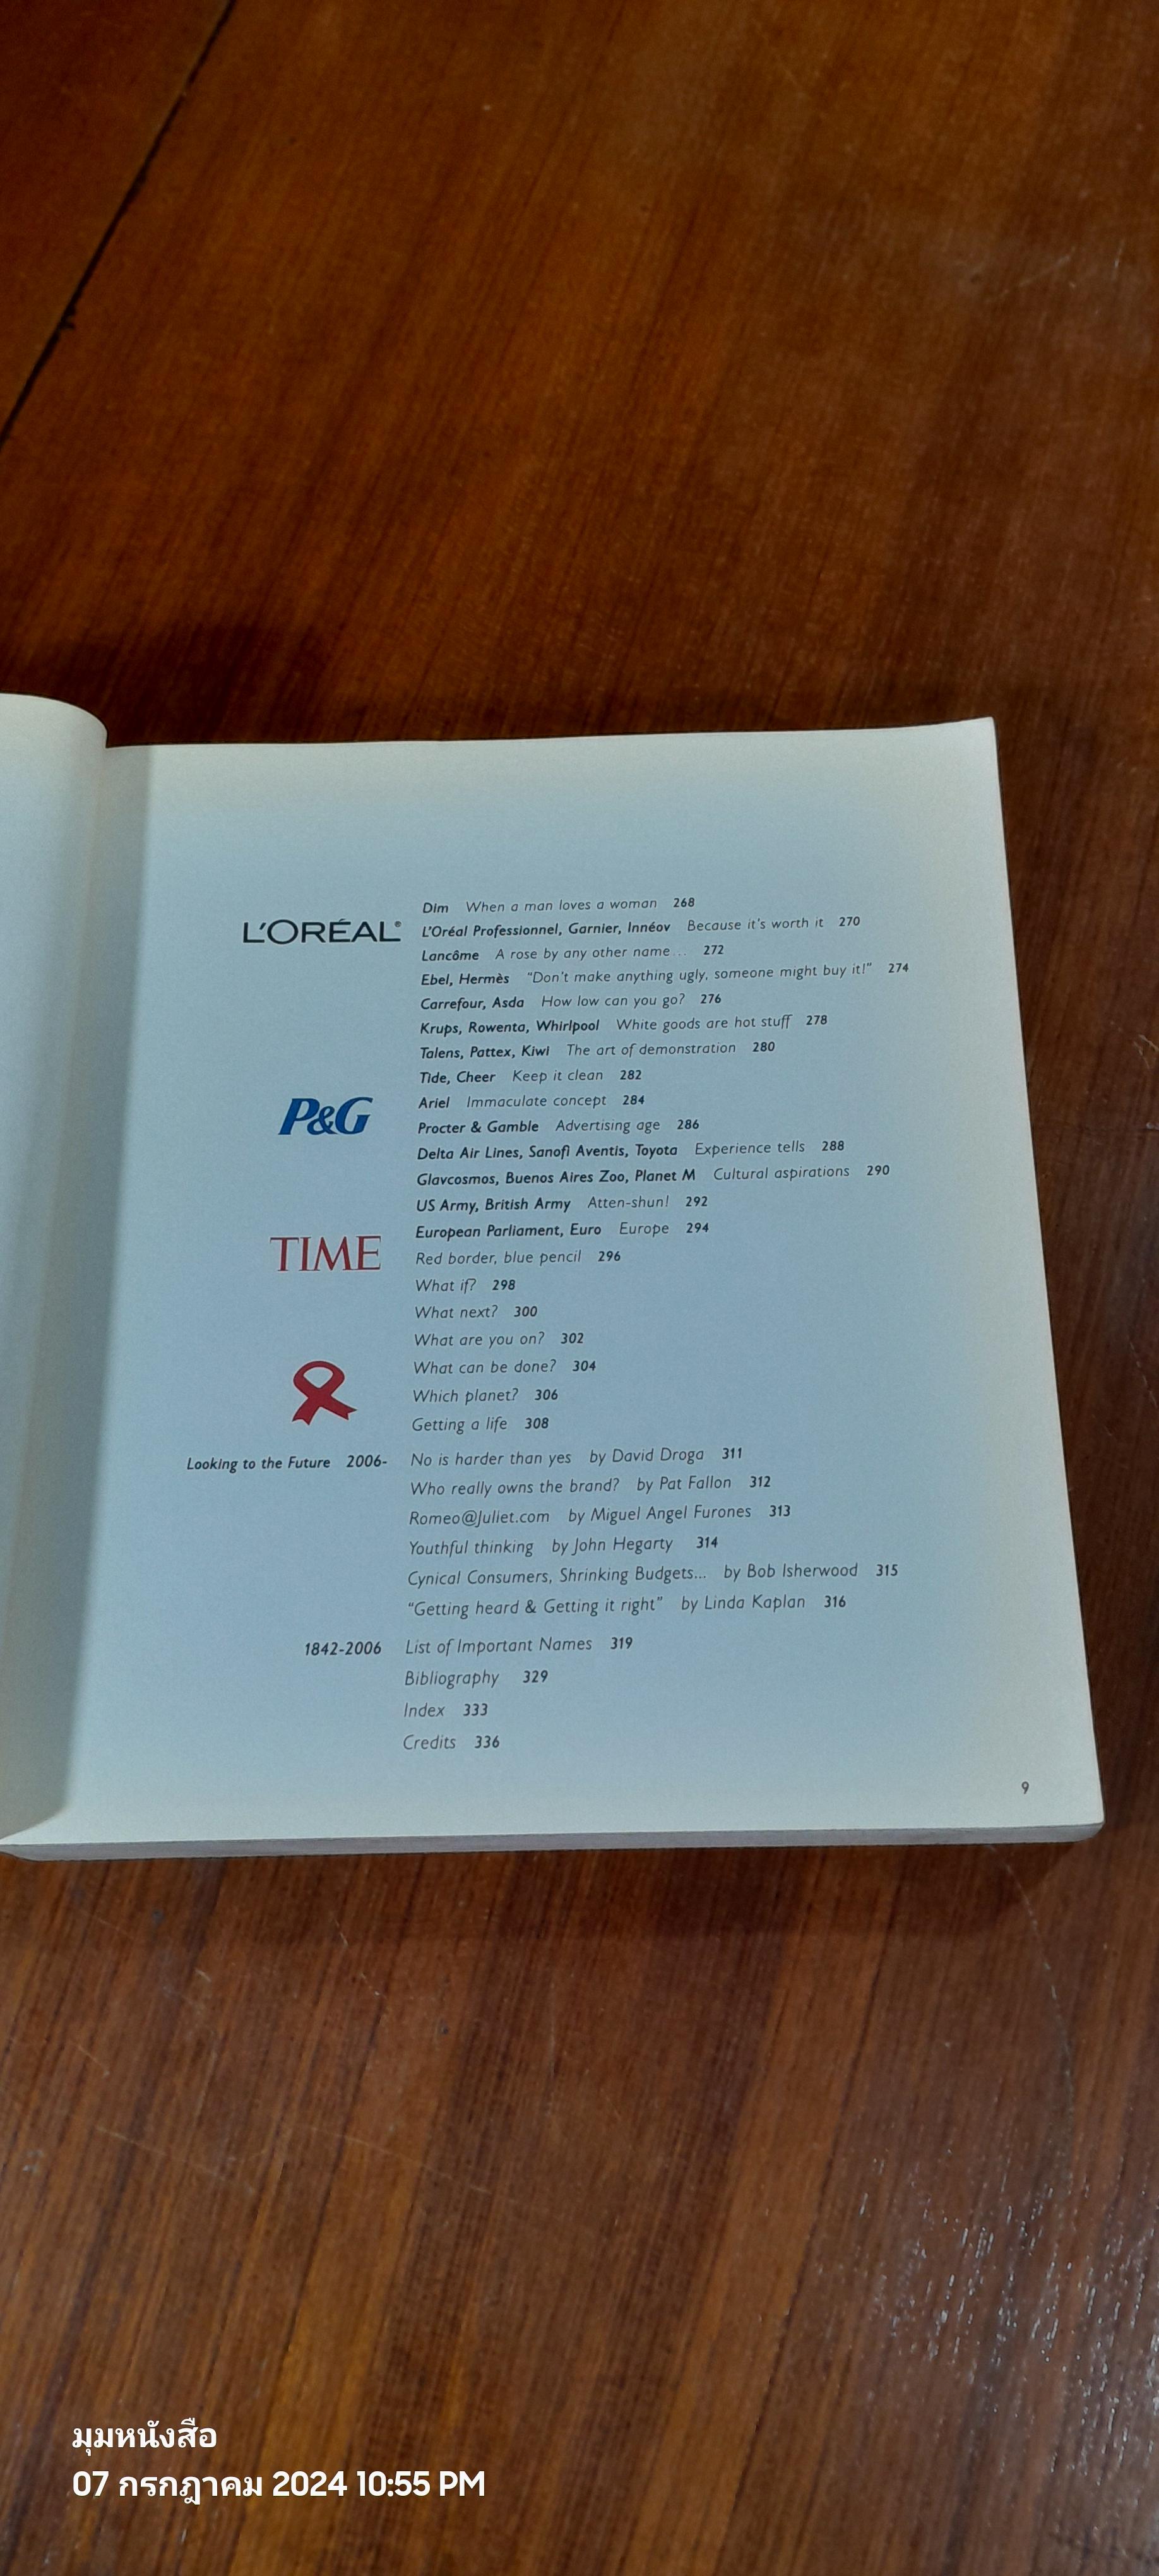 Dim When a man loves a woman 268
L'ORÉAL® L'Oréal Professionnel, Garnier, Innéov Because it's worth it 270
Lancôme A rose by any other name... 272
Ebel, Hermès "Don't make anything ugly, someone might buy it!" 274
Carrefour, Asda How low can you go? 276
Krups, Rowenta, Whirlpool White goods are hot stuff 278
Talens, Pattex, Kiwi The art of demonstration 280
Tide, Cheer Keep it clean 282
P&G Ariel Immaculate concept 284
Procter & Gamble Advertising age 286
Delta Air Lines, Sanofi Aventis, Toyota Experience tells 288
Glavcosmos, Buenos Aires Zoo, Planet M Cultural aspirations 290
US Army, British Army Atten-shun! 292
European Parliament, Euro Europe 294
TIME Red border, blue pencil 296
What if? 298
What next? 300
What are you on? 302
What can be done? 304
Which planet? 306
Getting a life 308
Looking to the Future 2006- No is harder than yes by David Droga 311
Who really owns the brand? by Pat Fallon 312
Romeo@Juliet.com by Miguel Angel Furones 313
Youthful thinking by John Hegarty 314
Cynical Consumers, Shrinking Budgets... by Bob Isherwood 315
"Getting heard & Getting it right" by Linda Kaplan 316
1842-2006 List of Important Names 319
Bibliography 329
Index 333
Credits 336
9
มุมหนังสือ
07 กรกฎาคม 2024 10:55 PM